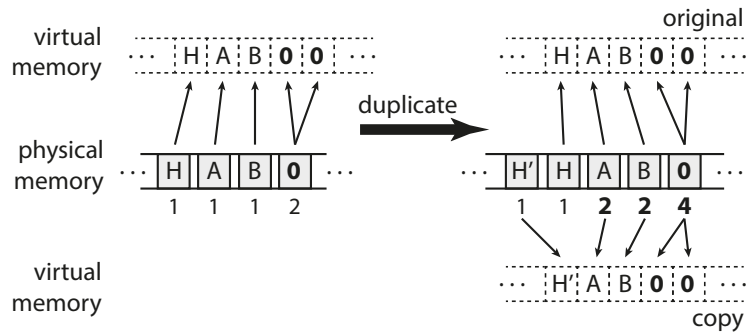 original
virtual memory
··· H A B 0 0 ···
··· H A B 0 0 ···
duplicate
physical memory
··· H A B 0 ···
··· H' H A B 0 ···
1 1 1 2
1 1 2 2 4
virtual memory
··· H' A B 0 0 ···
copy